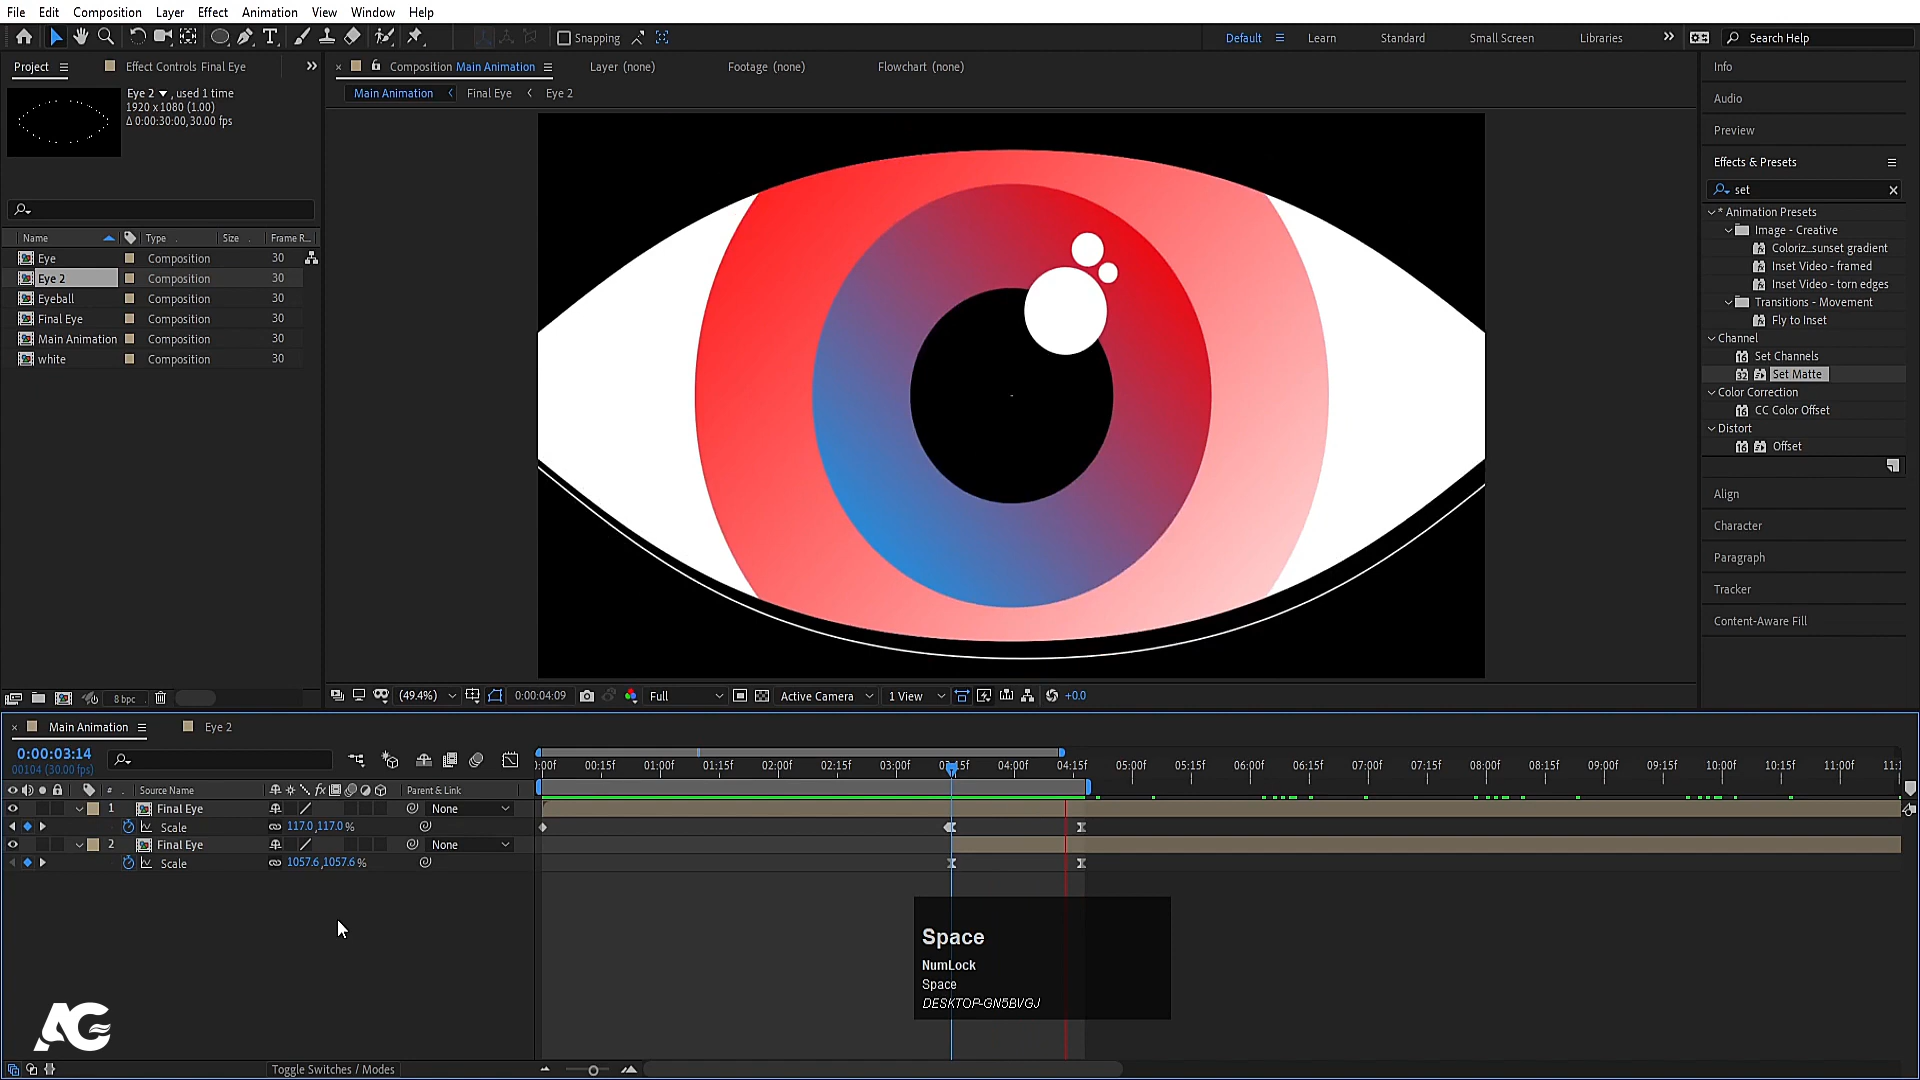 File Edit Composition Layer Effect Animation View Window Help
Snapping
Default Learn Standard Small Screen Libraries Search Help
Project Effect Controls Final Eye
Composition Main Animation Layer (none) Footage (none) Flowchart (none)
Main Animation Final Eye Eye 2
Eye 2 , used 1 time
1920 x 1080 (1.00)
Δ 0:00:30:00, 30.00 fps
Name Type Size Frame R...
Eye Composition 30
Eye 2 Composition 30
Eyeball Composition 30
Final Eye Composition 30
Main Animation Composition 30
white Composition 30
8 bpc
Info
Audio
Preview
Effects & Presets
set
* Animation Presets
Image - Creative
Coloriz...sunset gradient
Inset Video - framed
Inset Video - torn edges
Transitions - Movement
Fly to Inset
Channel
Set Channels
Set Matte
Color Correction
CC Color Offset
Distort
Offset
Align
Character
Paragraph
Tracker
Content-Aware Fill
(49.4%) 0:00:04:09 Full Active Camera 1 View +0.0
Main Animation Eye 2
0:00:03:14
00104 (30.00 fps)
):00f 00:15f 01:00f 01:15f 02:00f 02:15f 03:00f 03:15f 04:00f 04:15f 05:00f 05:15f 06:00f 06:15f 07:00f 07:15f 08:00f 08:15f 09:00f 09:15f 10:00f 10:15f 11:00f 11:1
# Source Name Parent & Link
1 Final Eye None
Scale 117.0,117.0%
2 Final Eye None
Scale 1057.6,1057.6%
Space
NumLock
Space
DESKTOP-GN5BVGJ
AG
Toggle Switches / Modes